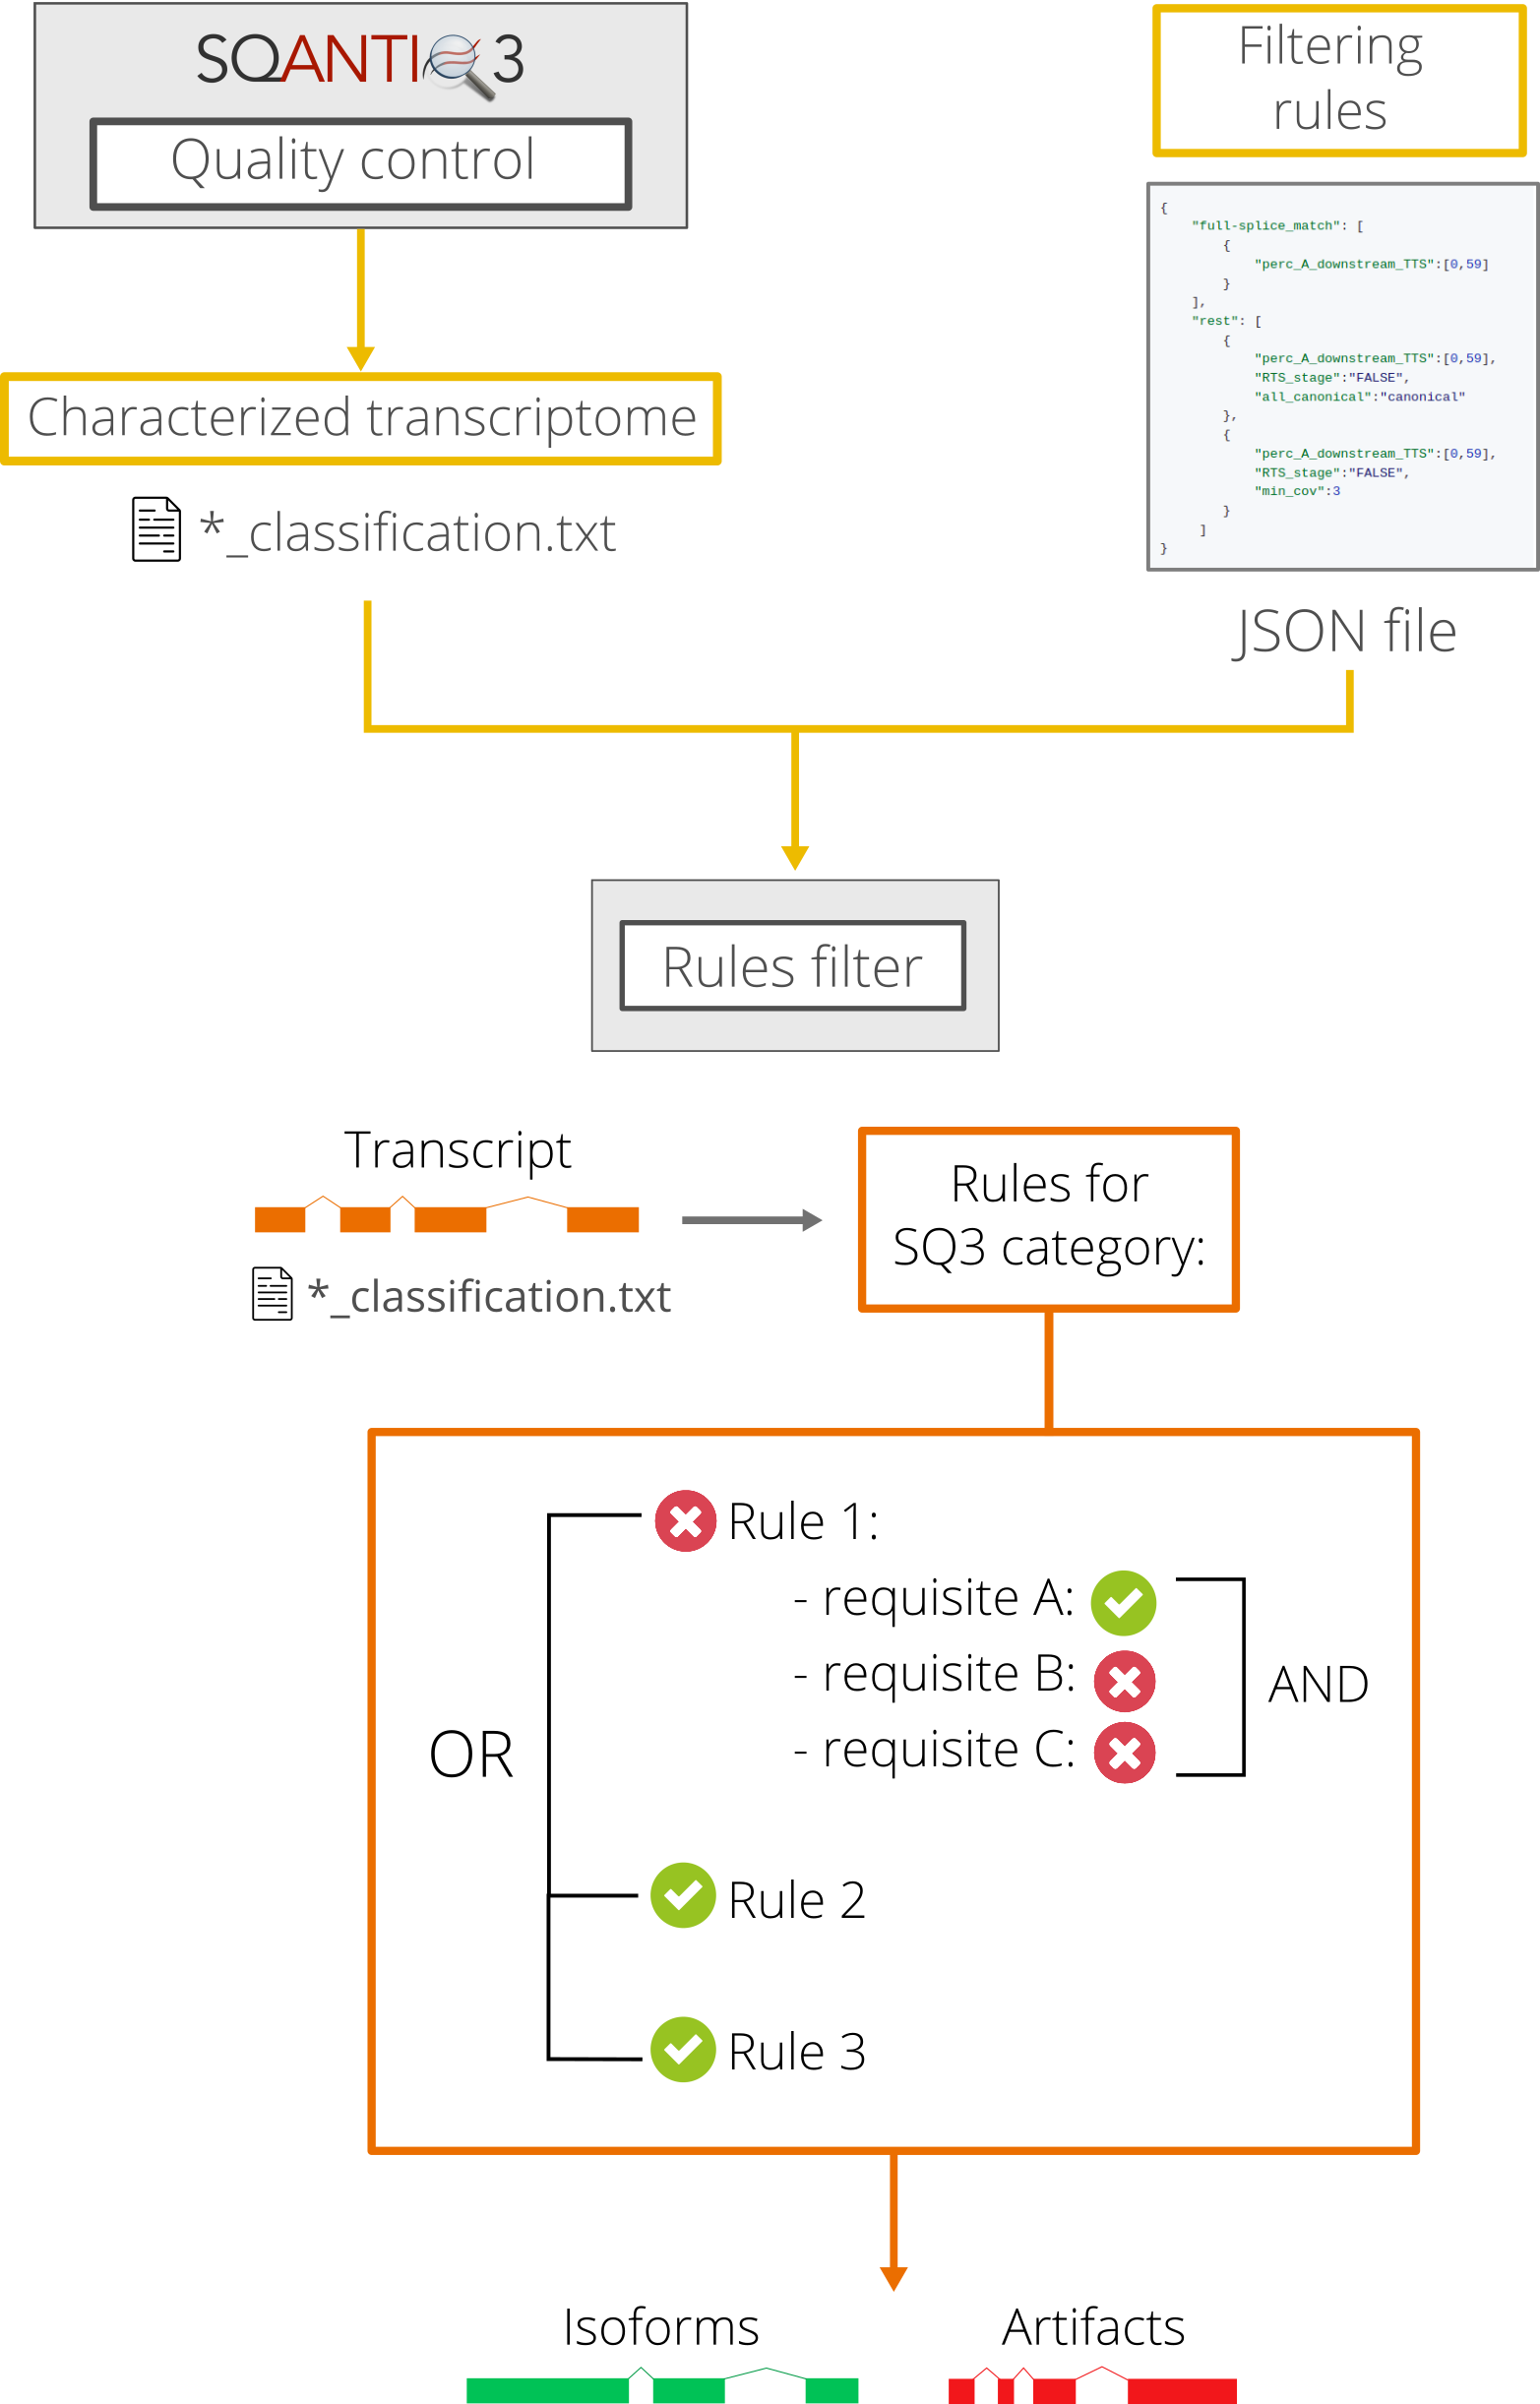 SQANTI 3
Quality control
Characterized transcriptome
*_classification.txt
Filtering
rules
{
"full-splice_match": [
{
"perc_A_downstream_TTS":[0,59]
}
],
"rest": [
{
"perc_A_downstream_TTS":[0,59],
"RTS_stage":"FALSE",
"all_canonical":"canonical"
},
{
"perc_A_downstream_TTS":[0,59],
"RTS_stage":"FALSE",
"min_cov":3
}
]
}
JSON file
Rules filter
Transcript
*_classification.txt
Rules for
SQ3 category:
OR
Rule 1:
- requisite A:
- requisite B:
- requisite C:
AND
Rule 2
Rule 3
Isoforms
Artifacts